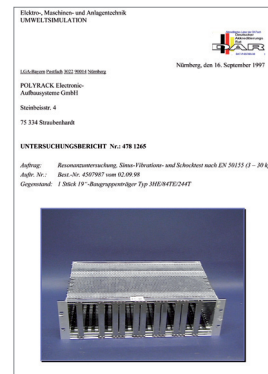 Elektro-, Maschinen- und Anlagentechnik
UMWELTSIMULATION
DAR
Nürnberg, den 16. September 1997
LGA-Bayern Postfach 3022 90014 Nürnberg
POLYRACK Electronic-
Aufbausysteme GmbH
Steinbeisstr. 4
75 334 Straubenhardt
UNTERSUCHUNGSBERICHT Nr.: 478 1265
Auftrag: Resonanzuntersuchung, Sinus-Vibrations- und Schocktest nach EN 50155 (3 – 30 kg
Auftr. Nr.: Best.-Nr. 4507987 vom 02.09.98
Gegenstand: 1 Stück 19"-Baugruppenträger Typ 3HE/84TE/244T